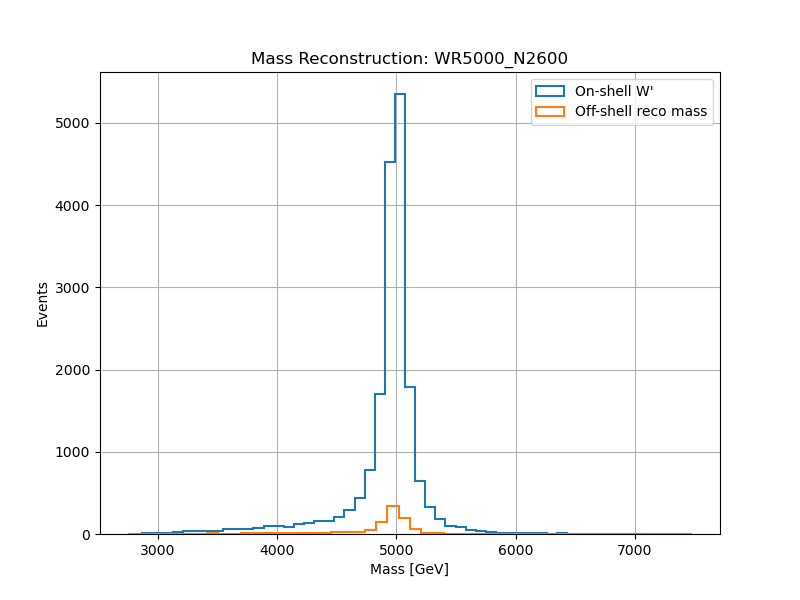 Mass Reconstruction: WR5000_N2600
On-shell W'
Off-shell reco mass
5000
4000
3000
2000
1000
0
Events
3000 4000 5000 6000 7000
Mass [GeV]